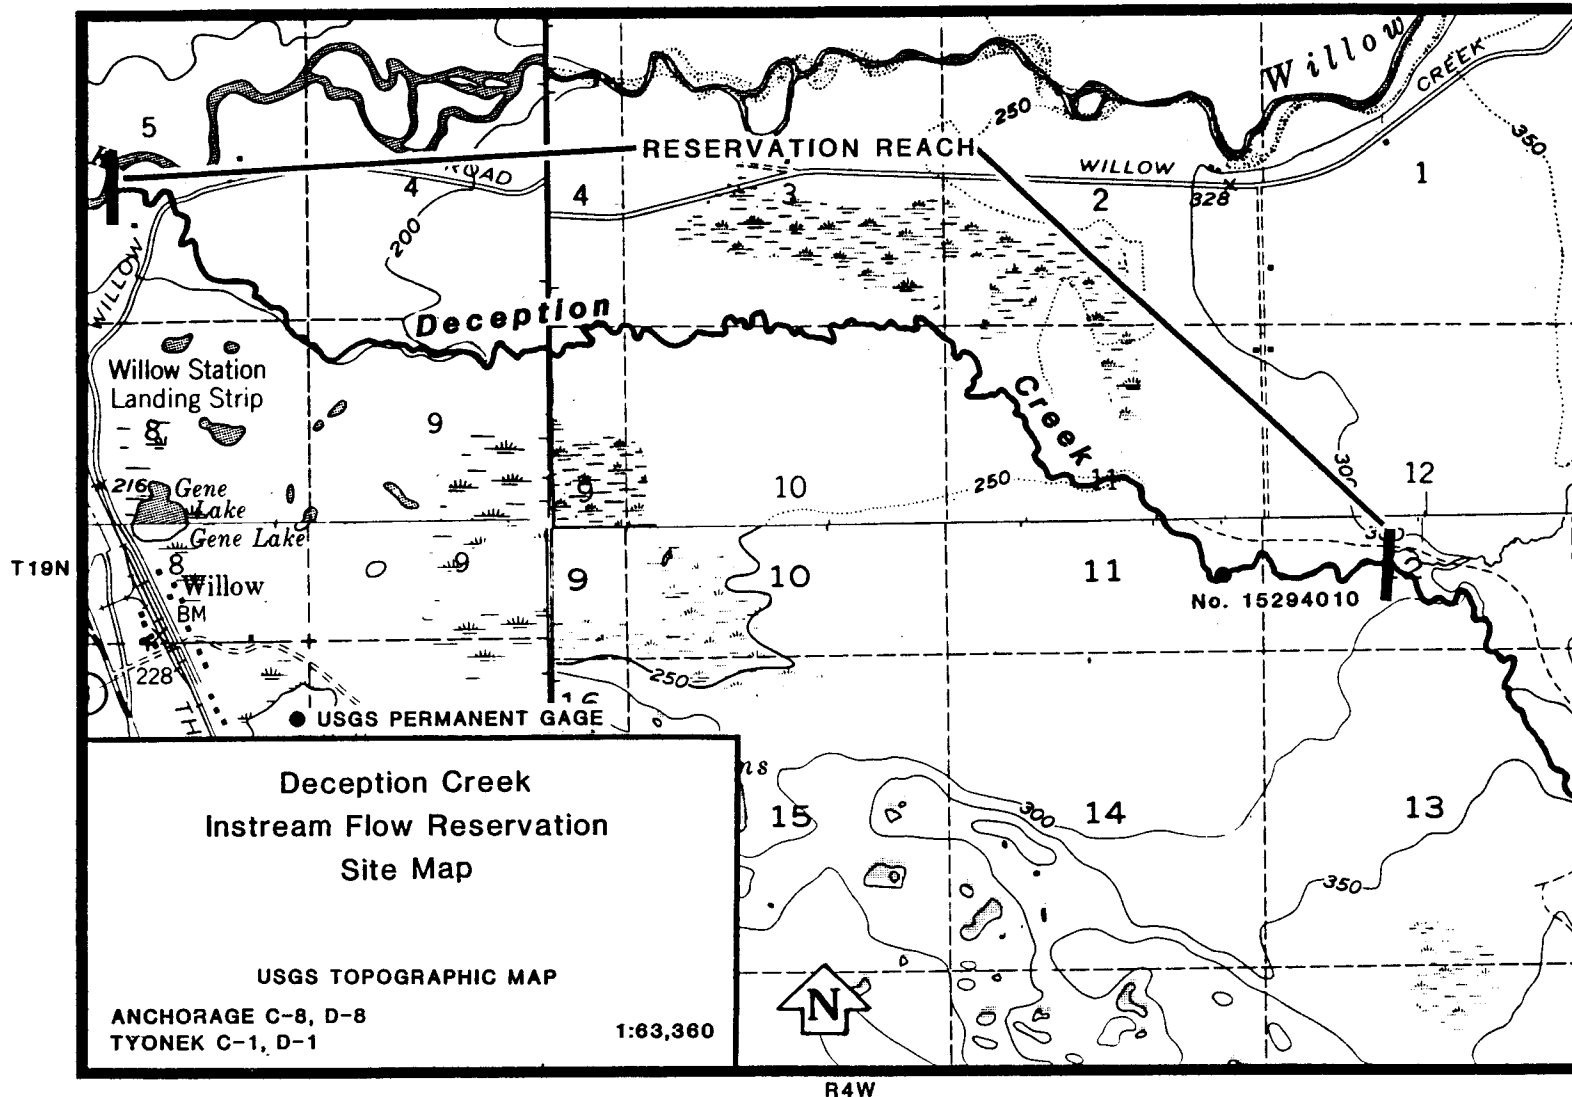 Willow
CREEK
5
250
350
RESERVATION REACH
ROAD
4
4
3
WILLOW
2
328
1
200
WILLOW
Deception
Creek
Willow Station
Landing Strip
8
9
9
10
250
11
300
12
216
Gene
Lake
Gene Lake
T19N
8
Willow
BM
9
9
10
11
No. 15294010
228
TH
250
16
USGS PERMANENT GAGE
Deception Creek
Instream Flow Reservation
Site Map
USGS TOPOGRAPHIC MAP
ANCHORAGE C-8, D-8
TYONEK C-1, D-1
1:63,360
ns
15
300
14
13
350
N
R4W